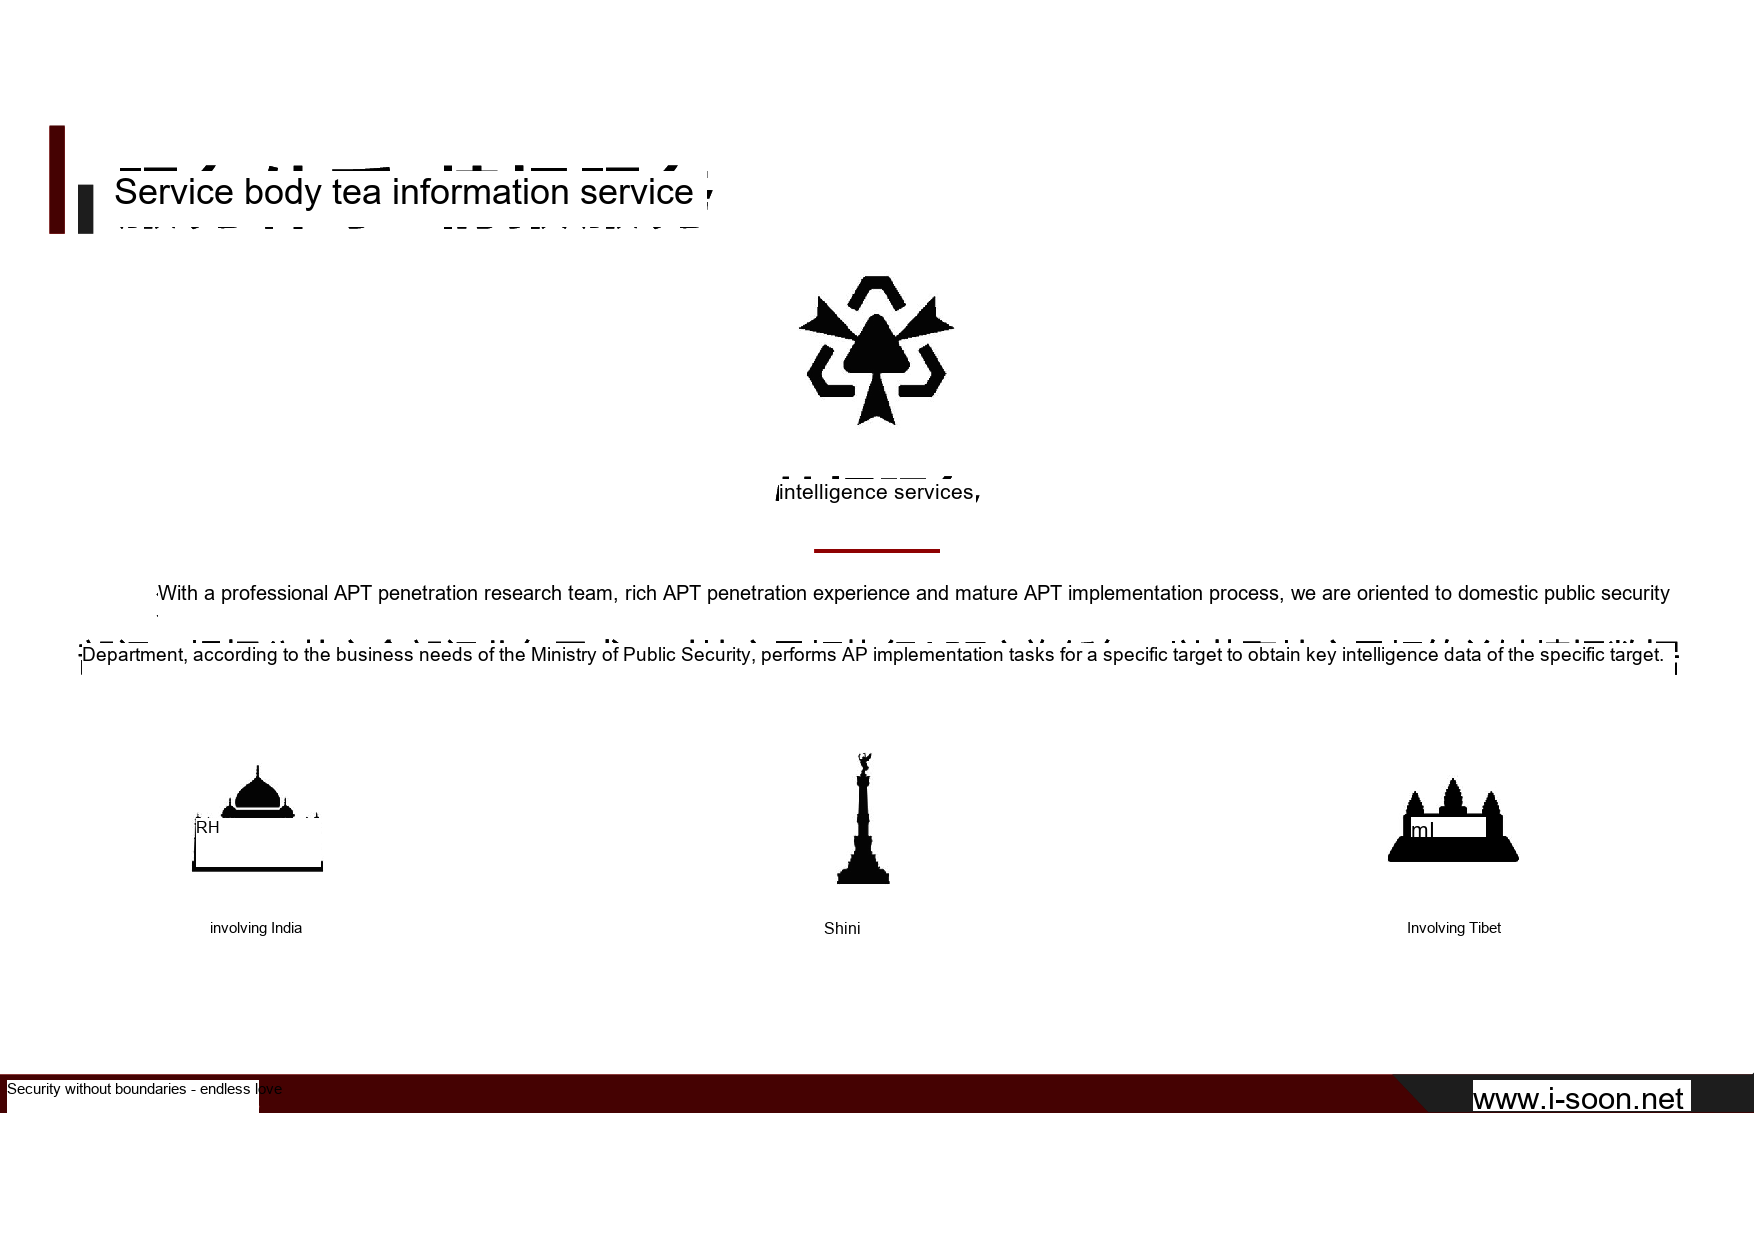 Service body tea information service
intelligence services
With a professional APT penetration research team, rich APT penetration experience and mature APT implementation process, we are oriented to domestic public security
Department, according to the business needs of the Ministry of Public Security, performs AP implementation tasks for a specific target to obtain key intelligence data of the specific target.
RH
ml
involving India
Shini
Involving Tibet
Security without boundaries - endless love
www.i-soon.net